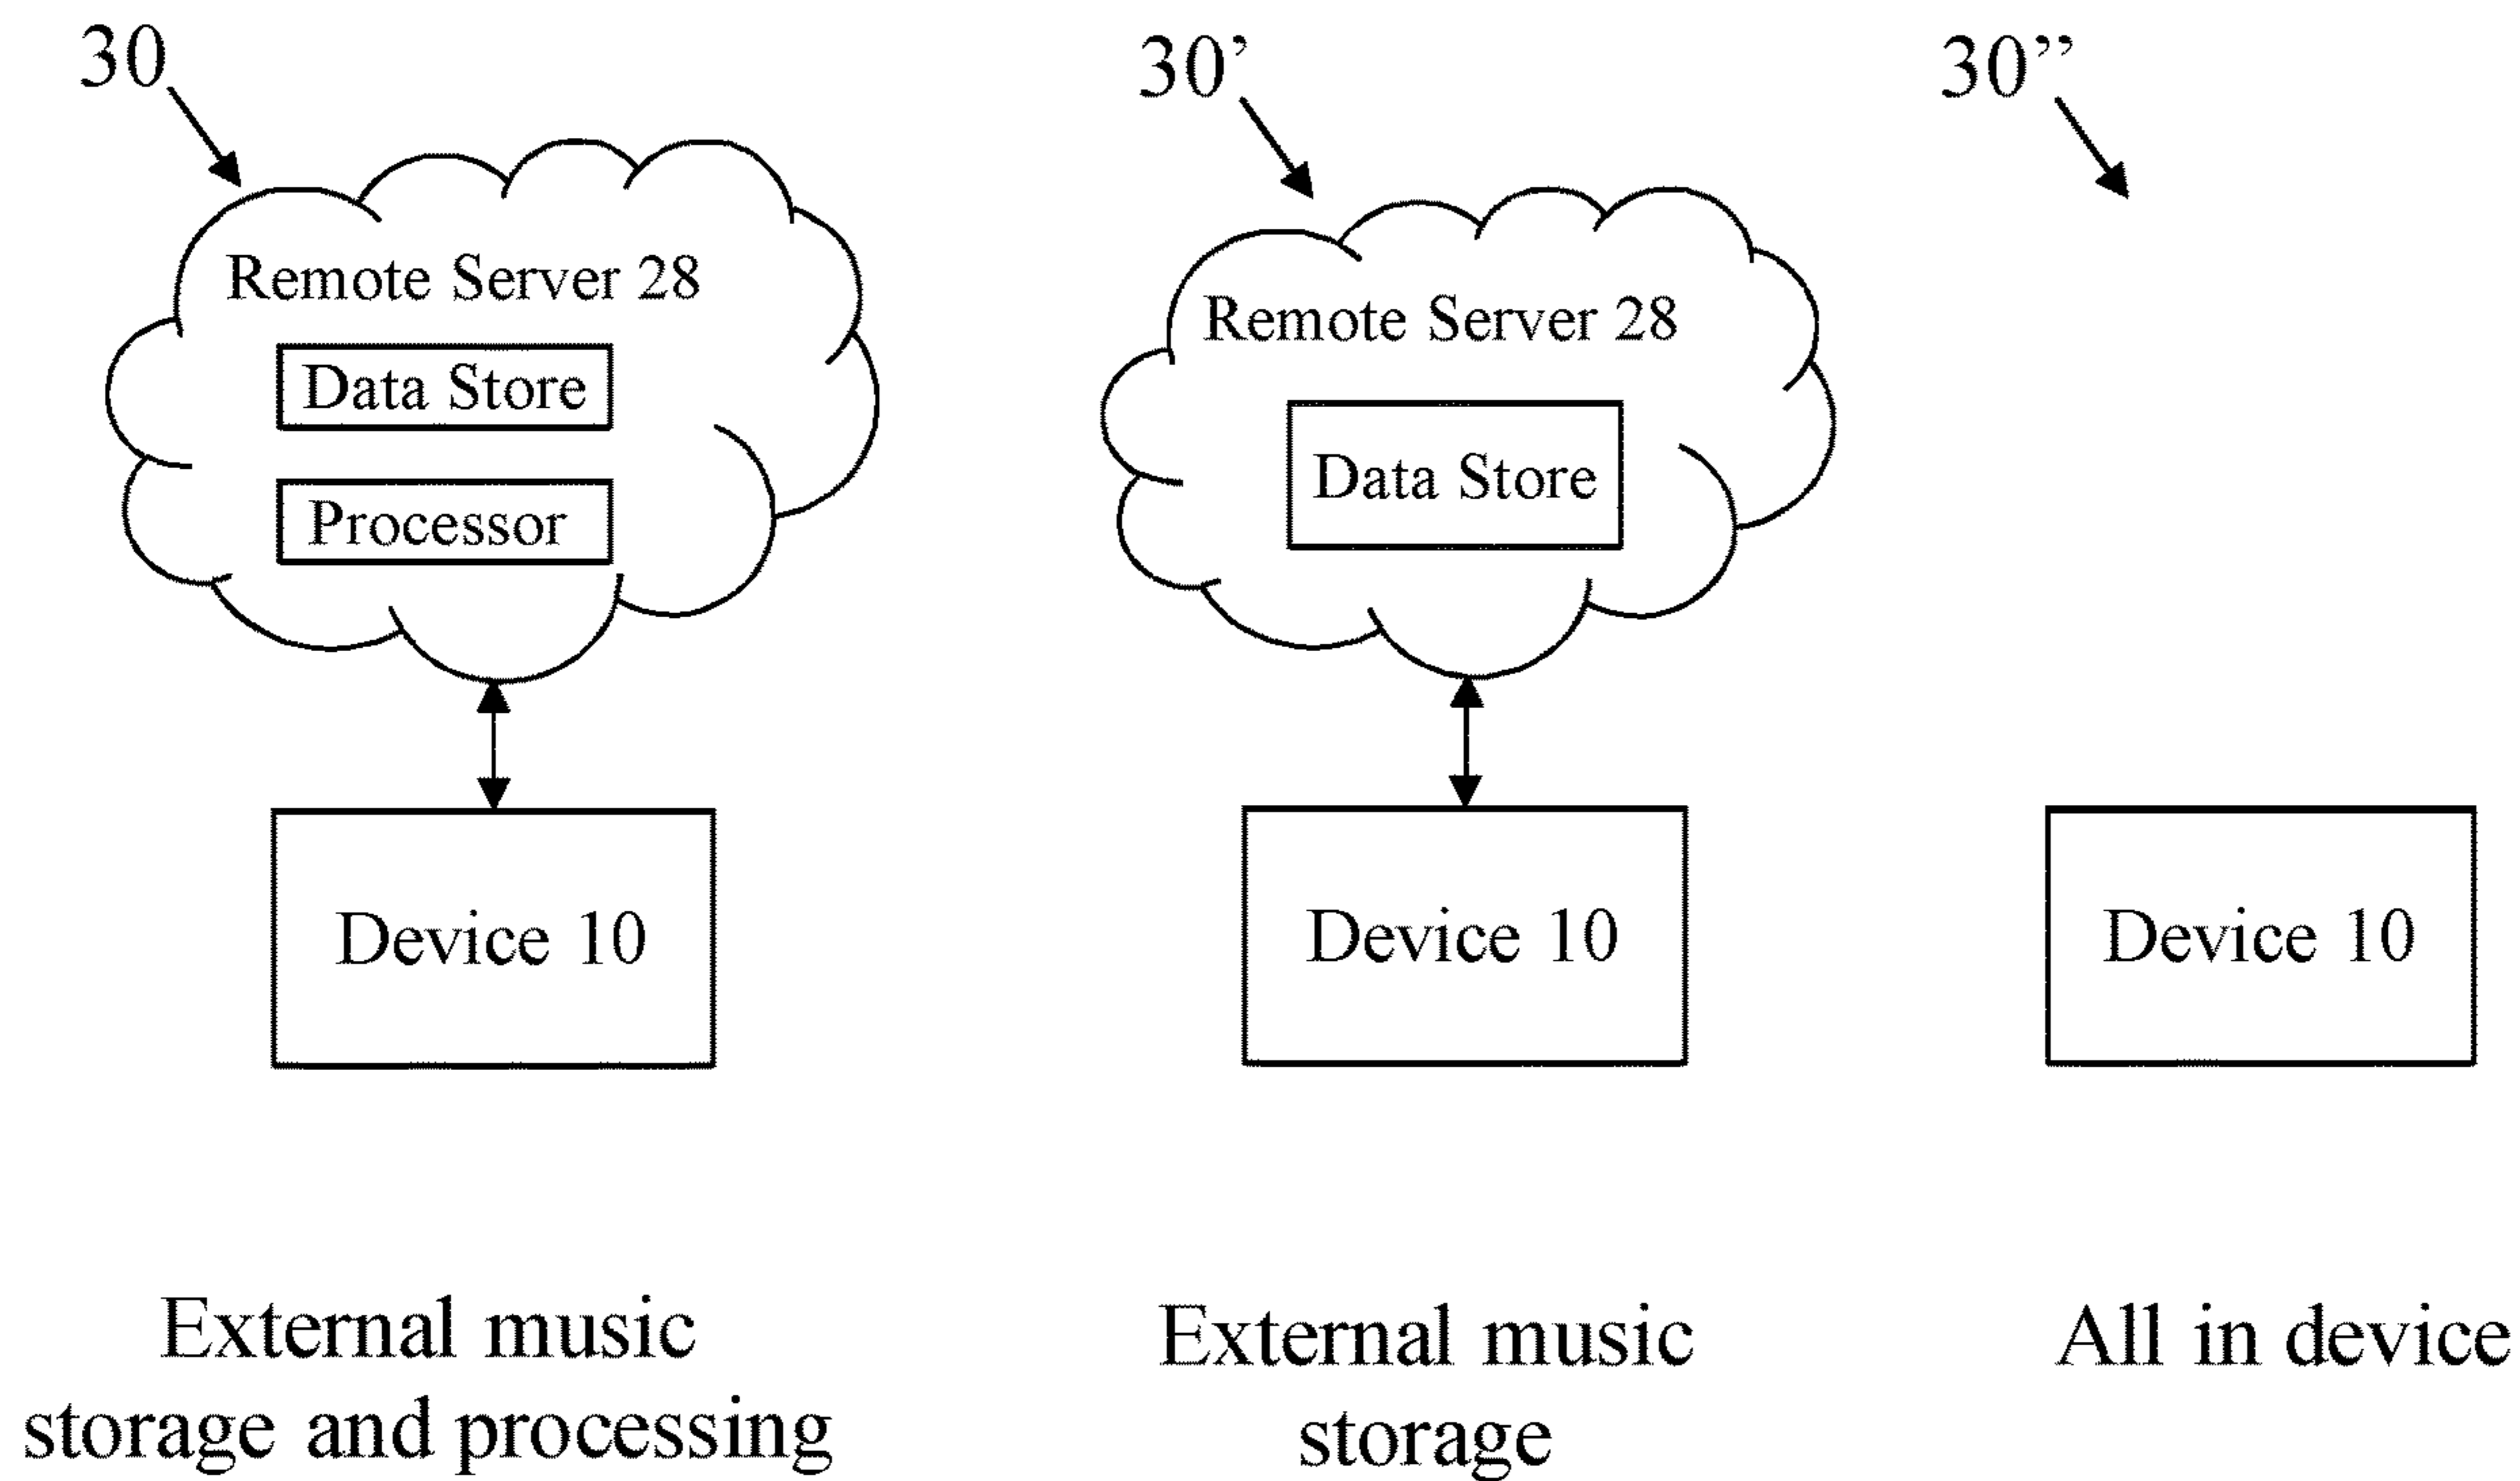 30
Remote Server 28
Data Store
Processor
Device 10
External music
storage and processing
30’
Remote Server 28
Data Store
Device 10
External music
storage
30”
Device 10
All in device